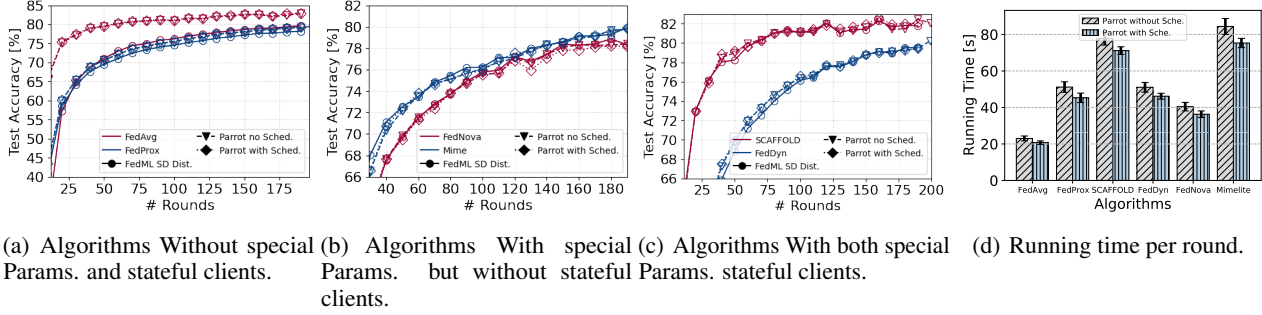 85
80
75
70
65
60
55
50
45
40
Test Accuracy [%]
25
50
75
100
125
150
175
# Rounds
FedAvg
FedProx
FedML SD Dist.
Parrot no Sched.
Parrot with Sched.
82
80
78
76
74
72
70
68
66
Test Accuracy [%]
40
60
80
100
120
140
160
180
# Rounds
FedNova
Mime
FedML SD Dist.
Parrot no Sched.
Parrot with Sched.
82
80
78
76
74
72
70
68
66
Test Accuracy [%]
25
50
75
100
125
150
175
200
# Rounds
SCAFFOLD
FedDyn
FedML SD Dist.
Parrot no Sched.
Parrot with Sched.
80
60
40
20
0
Running Time [s]
Parrot without Sche.
Parrot with Sche.
FedAvg
FedProx
SCAFFOLD
FedDyn
FedNova
Mimelite
Algorithms
(a) Algorithms Without special
Params. and stateful clients.
(b) Algorithms With special
Params. but without stateful
clients.
(c) Algorithms With both special
Params. stateful clients.
(d) Running time per round.